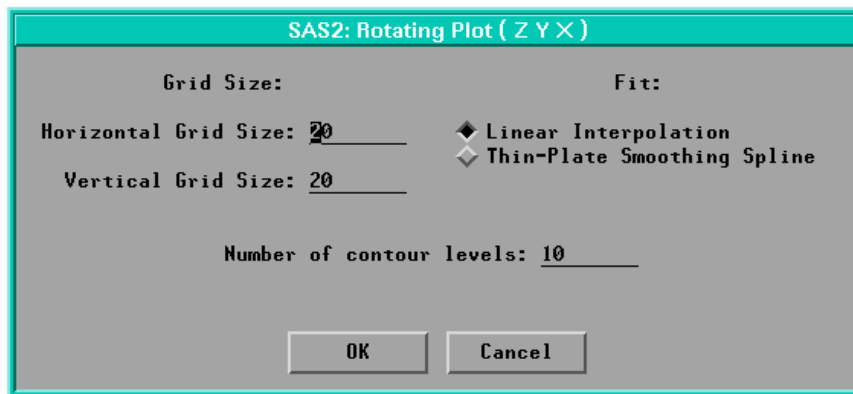 SAS2: Rotating Plot ( Z Y X )
Grid Size:
Fit:
Horizontal Grid Size: 20
Linear Interpolation
Thin-Plate Smoothing Spline
Vertical Grid Size: 20
Number of contour levels: 10
OK
Cancel